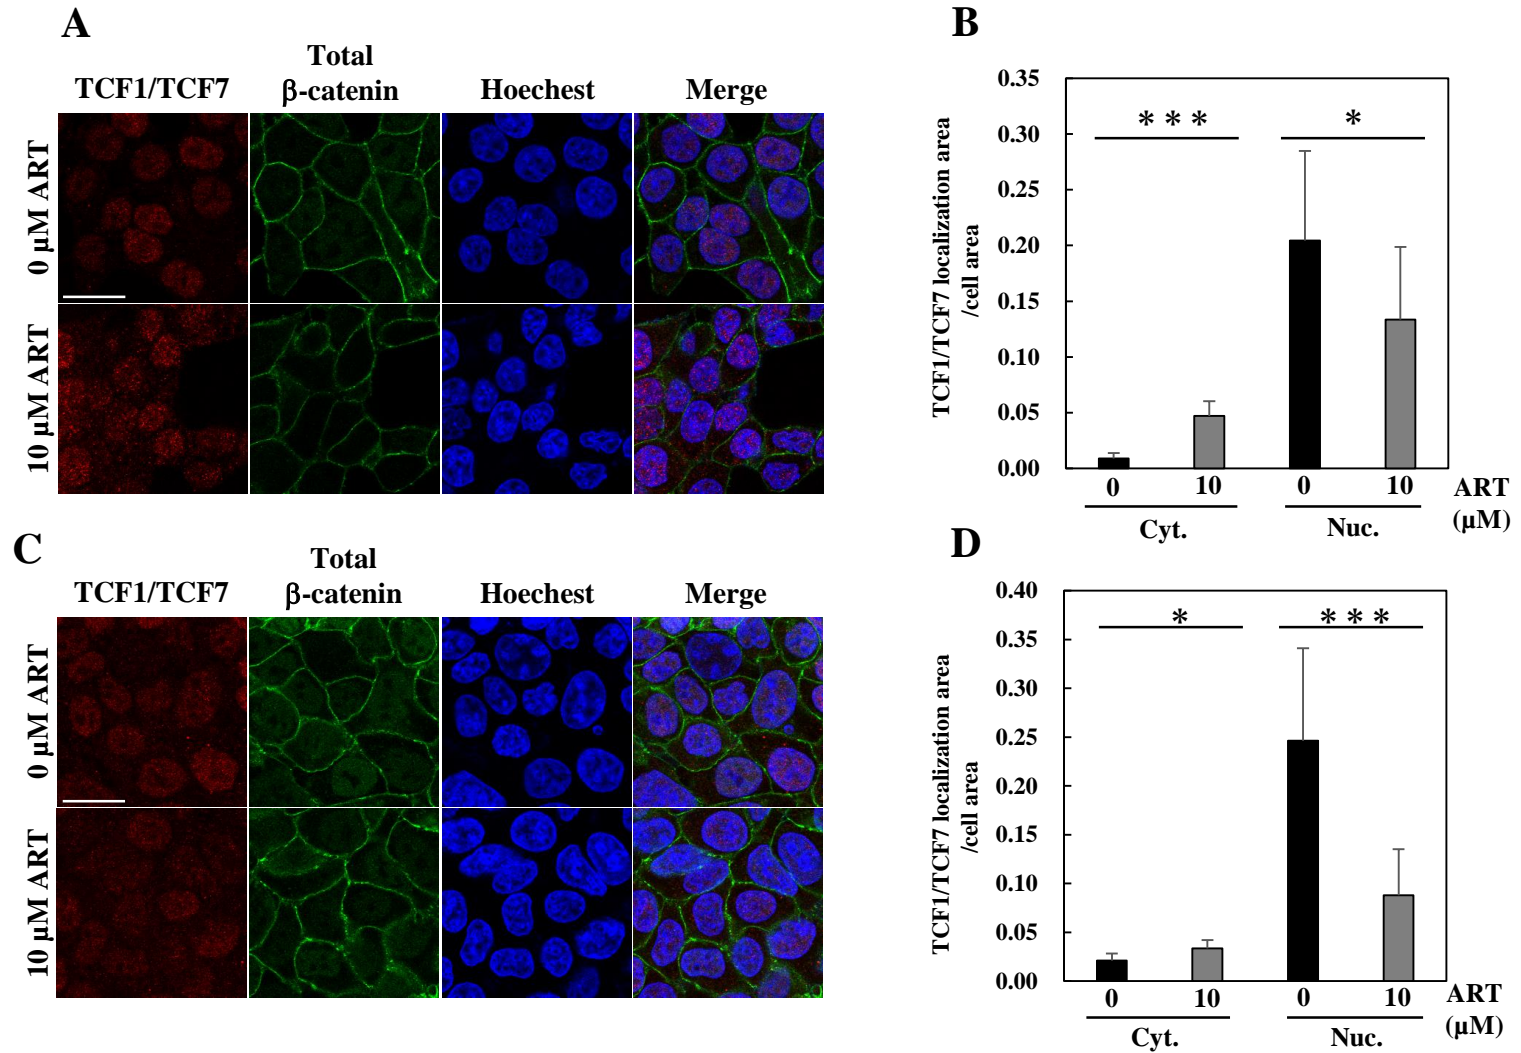 A
TCF1/TCF7
Total
β-catenin
Hoechest
Merge
0 μM ART
10 μM ART
B
TCF1/TCF7 localization area
/cell area
0.35
0.30
0.25
0.20
0.15
0.10
0.05
0.00
* * *
*
0 10 0 10
ART
(μM)
Cyt. Nuc.
C
TCF1/TCF7
Total
β-catenin
Hoechest
Merge
0 μM ART
10 μM ART
D
TCF1/TCF7 localization area
/cell area
0.40
0.35
0.30
0.25
0.20
0.15
0.10
0.05
0.00
*
* * *
0 10 0 10
ART
(μM)
Cyt. Nuc.